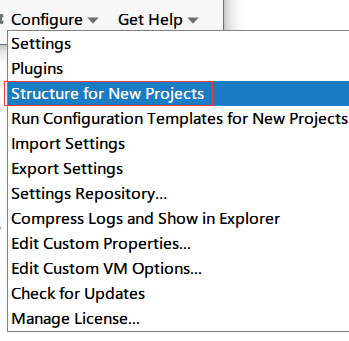 Configure Get Help
Settings
Plugins
Structure for New Projects
Run Configuration Templates for New Projects
Import Settings
Export Settings
Settings Repository...
Compress Logs and Show in Explorer
Edit Custom Properties...
Edit Custom VM Options...
Check for Updates
Manage License...